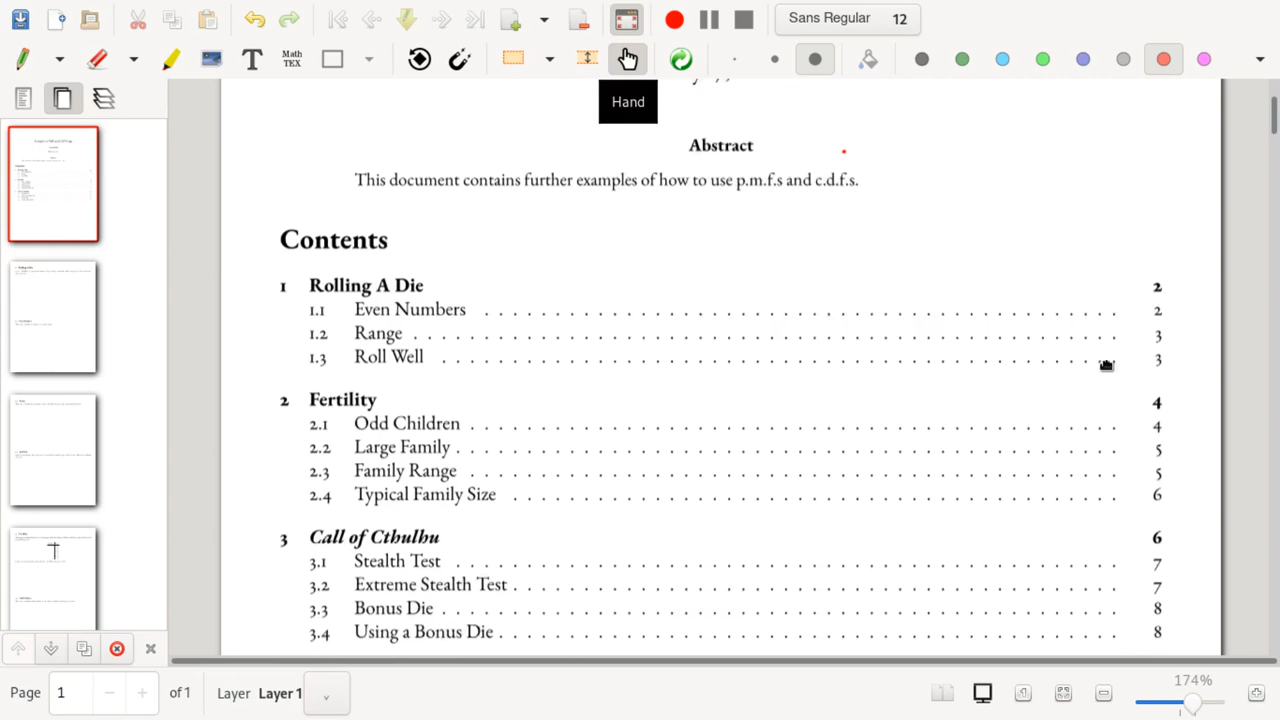 Sans Regular 12
Math
TEX
Hand
Abstract
This document contains further examples of how to use p.m.f.s and c.d.f.s.
Contents
1 Rolling A Die 2
1.1 Even Numbers . . . . . . . . . . . . . . . . . . . . . . . . . . . . . . . . . . . . . . . . . . . . 2
1.2 Range . . . . . . . . . . . . . . . . . . . . . . . . . . . . . . . . . . . . . . . . . . . . . . . . . 3
1.3 Roll Well . . . . . . . . . . . . . . . . . . . . . . . . . . . . . . . . . . . . . . . . . . . . . . . 3
2 Fertility 4
2.1 Odd Children . . . . . . . . . . . . . . . . . . . . . . . . . . . . . . . . . . . . . . . . . . . . . 4
2.2 Large Family . . . . . . . . . . . . . . . . . . . . . . . . . . . . . . . . . . . . . . . . . . . . . . 5
2.3 Family Range . . . . . . . . . . . . . . . . . . . . . . . . . . . . . . . . . . . . . . . . . . . . . 5
2.4 Typical Family Size . . . . . . . . . . . . . . . . . . . . . . . . . . . . . . . . . . . . . . . . . . 6
3 Call of Cthulhu 6
3.1 Stealth Test . . . . . . . . . . . . . . . . . . . . . . . . . . . . . . . . . . . . . . . . . . . . . . 7
3.2 Extreme Stealth Test . . . . . . . . . . . . . . . . . . . . . . . . . . . . . . . . . . . . . . . . . . 7
3.3 Bonus Die . . . . . . . . . . . . . . . . . . . . . . . . . . . . . . . . . . . . . . . . . . . . . . . 8
3.4 Using a Bonus Die . . . . . . . . . . . . . . . . . . . . . . . . . . . . . . . . . . . . . . . . . . . 8
Page 1 of 1 Layer Layer 1 174%